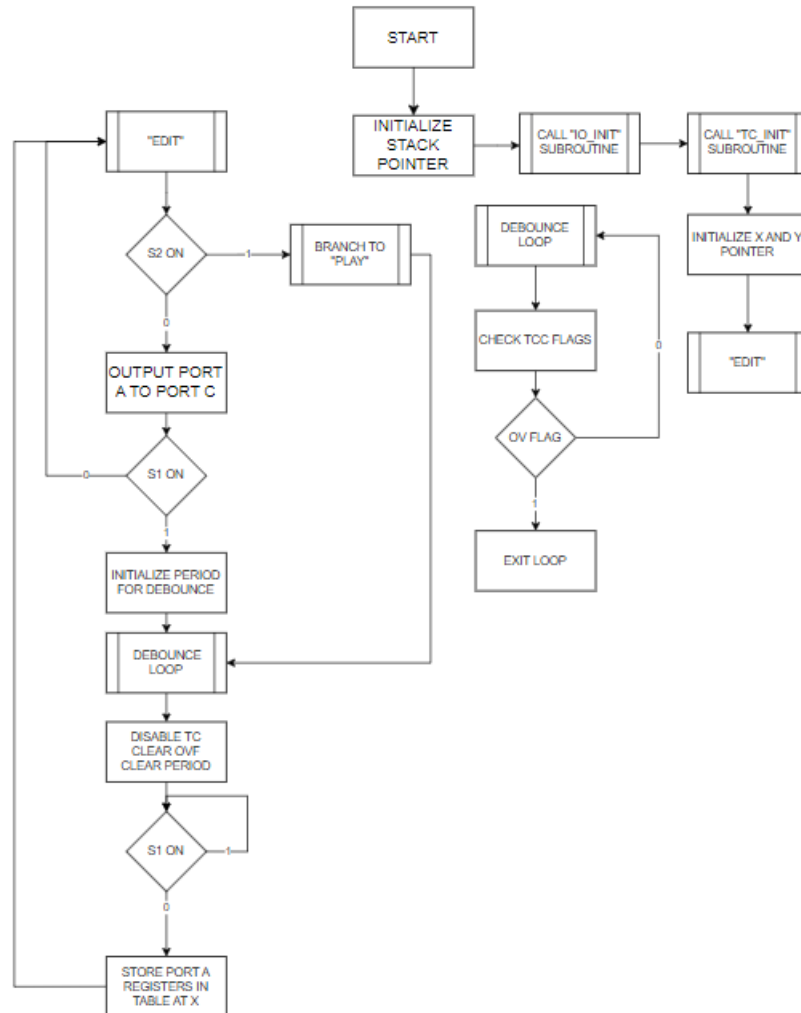 START
INITIALIZE
STACK
POINTER
CALL "IO_INIT"
SUBROUTINE
CALL "TC_INIT"
SUBROUTINE
INITIALIZE X AND Y
POINTER
"EDIT"
DEBOUNCE
LOOP
CHECK TCC FLAGS
OV FLAG
0
1
EXIT LOOP
"EDIT"
S2 ON
1
BRANCH TO
"PLAY"
0
OUTPUT PORT
A TO PORT C
S1 ON
0
1
INITIALIZE PERIOD
FOR DEBOUNCE
DEBOUNCE
LOOP
DISABLE TC
CLEAR OVF
CLEAR PERIOD
S1 ON
1
0
STORE PORT A
REGISTERS IN
TABLE AT X